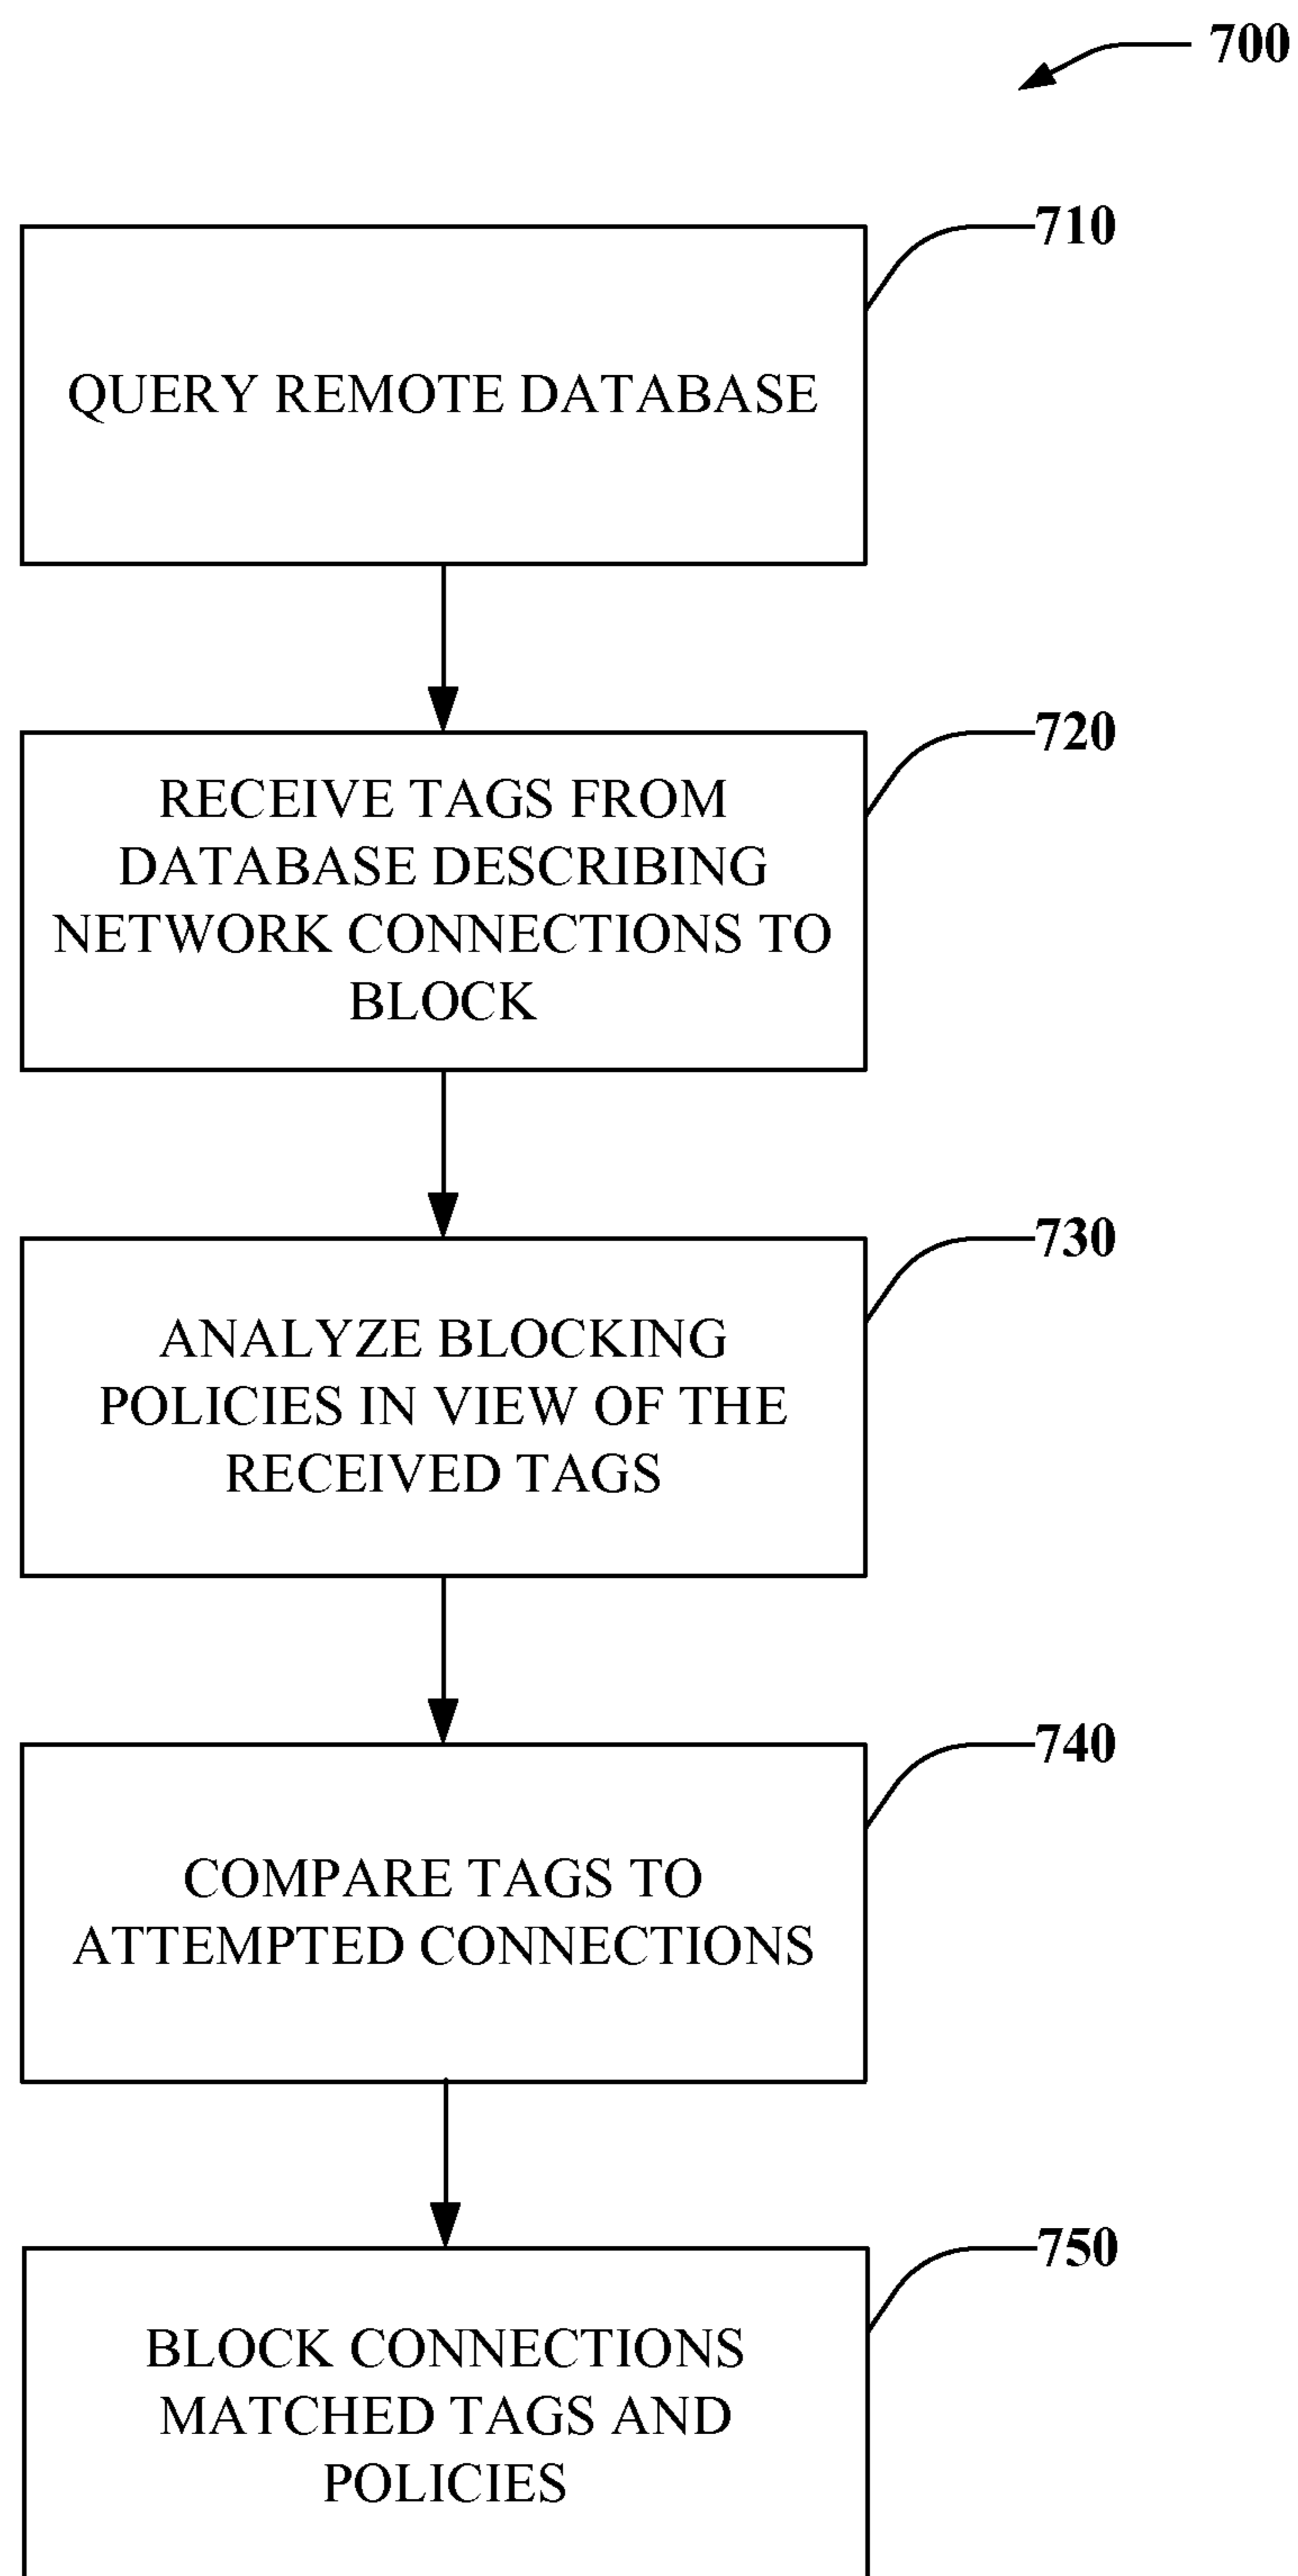 700
710
QUERY REMOTE DATABASE
720
RECEIVE TAGS FROM
DATABASE DESCRIBING
NETWORK CONNECTIONS TO
BLOCK
730
ANALYZE BLOCKING
POLICIES IN VIEW OF THE
RECEIVED TAGS
740
COMPARE TAGS TO
ATTEMPTED CONNECTIONS
750
BLOCK CONNECTIONS
MATCHED TAGS AND
POLICIES